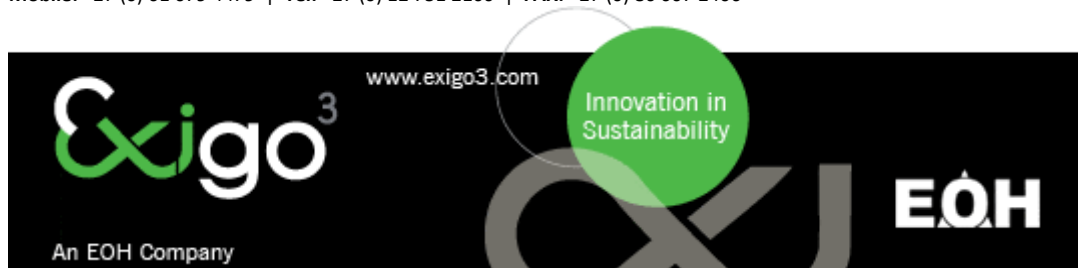 www.exigo3.com
Exigo3
Innovation in
Sustainability
EOH
An EOH Company